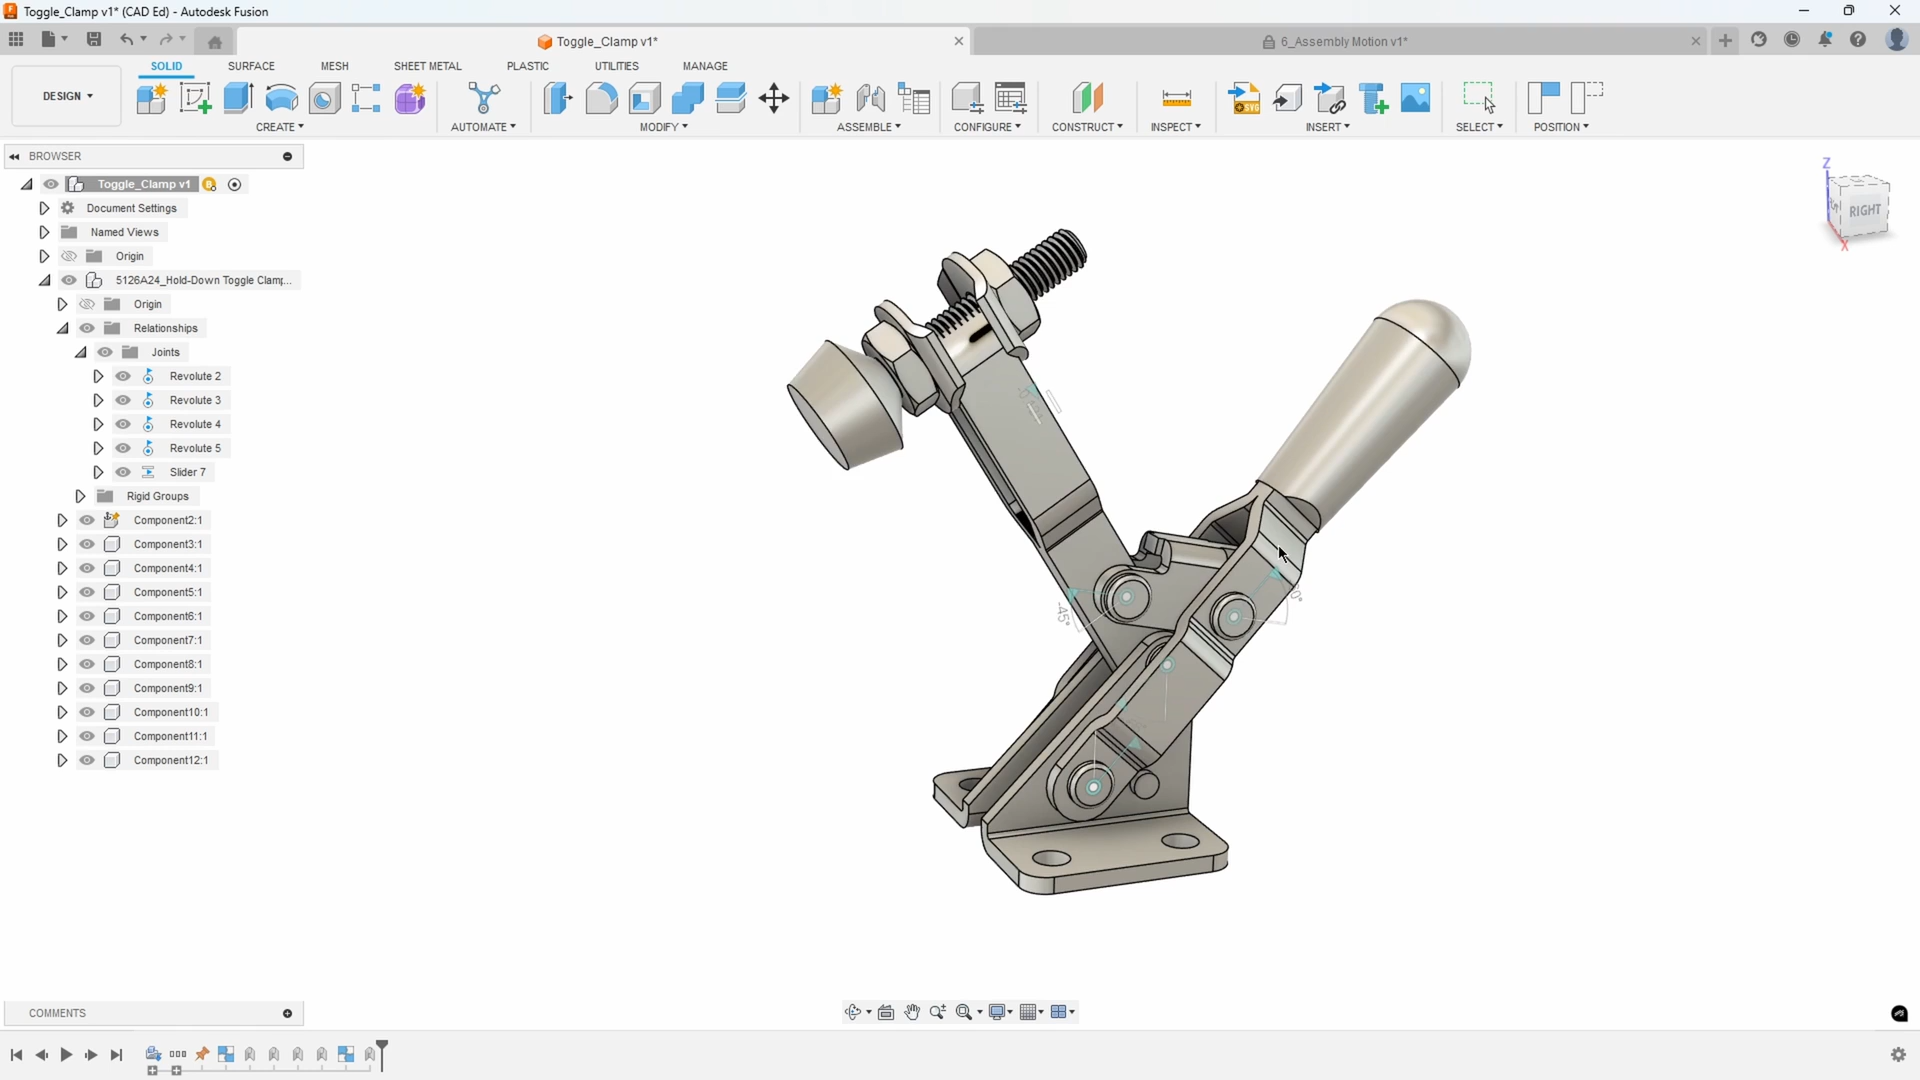 Toggle_Clamp v1* (CAD Ed) - Autodesk Fusion
Toggle_Clamp v1*
6_Assembly Motion v1*
DESIGN
SOLID
SURFACE
MESH
SHEET METAL
PLASTIC
UTILITIES
MANAGE
CREATE
AUTOMATE
MODIFY
ASSEMBLE
CONFIGURE
CONSTRUCT
INSPECT
INSERT
SELECT
POSITION
BROWSER
Toggle_Clamp v1
Document Settings
Named Views
Origin
5126A24_Hold-Down Toggle Clamp...
Origin
Relationships
Joints
Revolute 2
Revolute 3
Revolute 4
Revolute 5
Slider 7
Rigid Groups
Component2:1
Component3:1
Component4:1
Component5:1
Component6:1
Component7:1
Component8:1
Component9:1
Component10:1
Component11:1
Component12:1
Z
RIGHT
X
-45°
COMMENTS